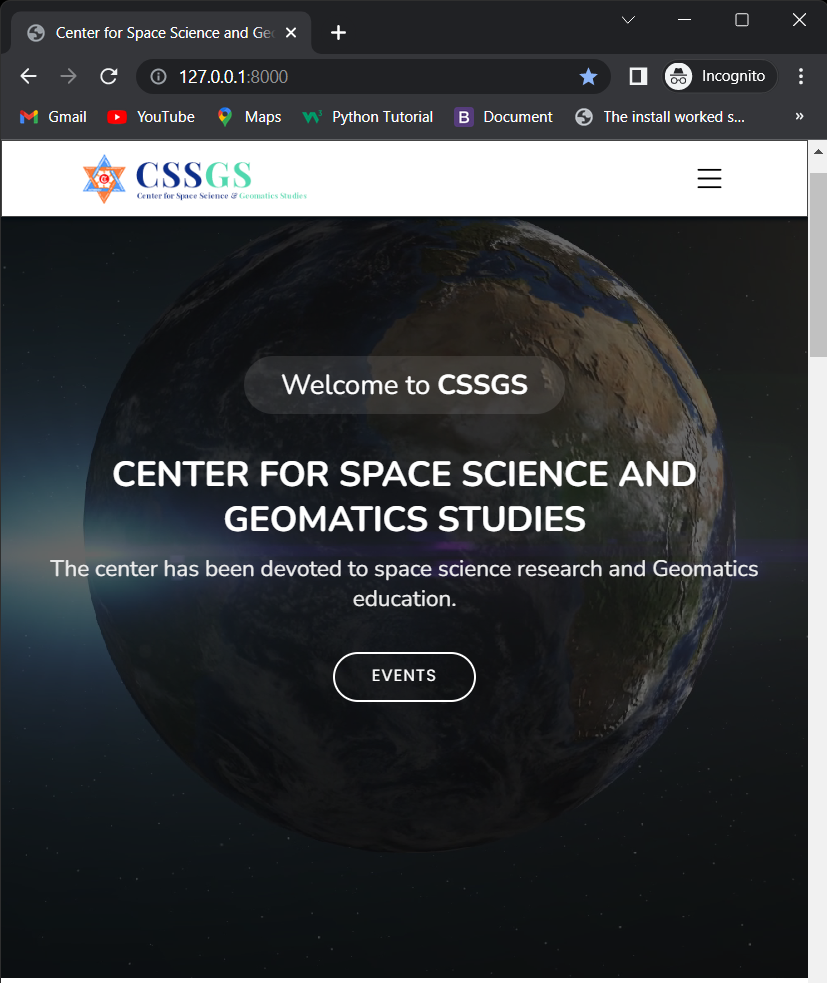 Center for Space Science and Geo
127.0.0.1:8000
Incognito
Gmail
YouTube
Maps
Python Tutorial
B
Document
The install worked s...
»
CSSGS
Center for Space Science & Geomatics Studies
Welcome to CSSGS
CENTER FOR SPACE SCIENCE AND
GEOMATICS STUDIES
The center has been devoted to space science research and Geomatics
education.
EVENTS